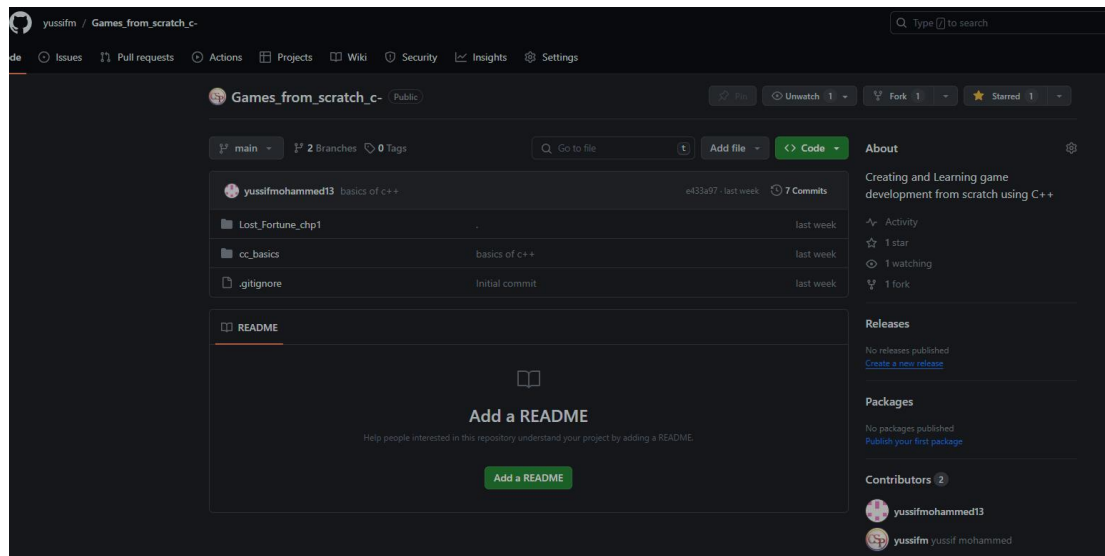 yussifm / Games_from_scratch_c-
Type / to search
de Issues Pull requests Actions Projects Wiki Security Insights Settings
Games_from_scratch_c- Public
Pin Unwatch 1 Fork 1 Starred 1
main 2 Branches 0 Tags Go to file t Add file <> Code
yussifmohammed13 basics of c++ e433a97 · last week 7 Commits
Lost_Fortune_chp1 . last week
cc_basics basics of c++ last week
.gitignore Initial commit last week
README
Add a README
Help people interested in this repository understand your project by adding a README.
Add a README
About
Creating and Learning game
development from scratch using C++
Activity
1 star
1 watching
1 fork
Releases
No releases published
Create a new release
Packages
No packages published
Publish your first package
Contributors 2
yussifmohammed13
yussifm yussif mohammed